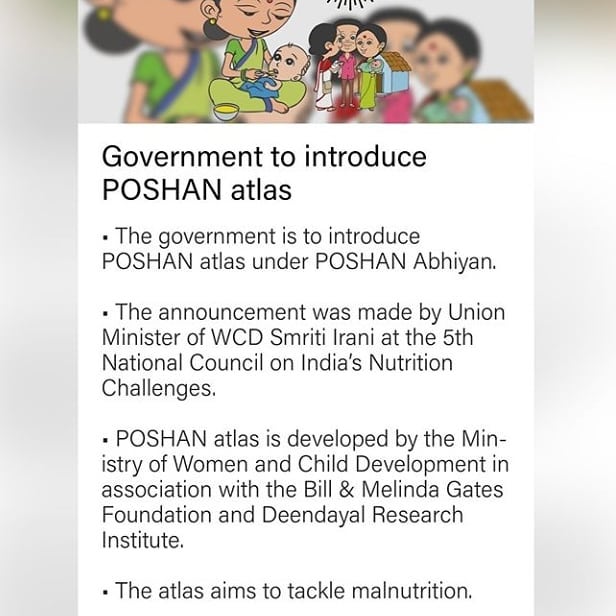 Government to introduce
POSHAN atlas
• The government is to introduce
POSHAN atlas under POSHAN Abhiyan.
• The announcement was made by Union
Minister of WCD Smriti Irani at the 5th
National Council on India's Nutrition
Challenges.
• POSHAN atlas is developed by the Min-
istry of Women and Child Development in
association with the Bill & Melinda Gates
Foundation and Deendayal Research
Institute.
• The atlas aims to tackle malnutrition.